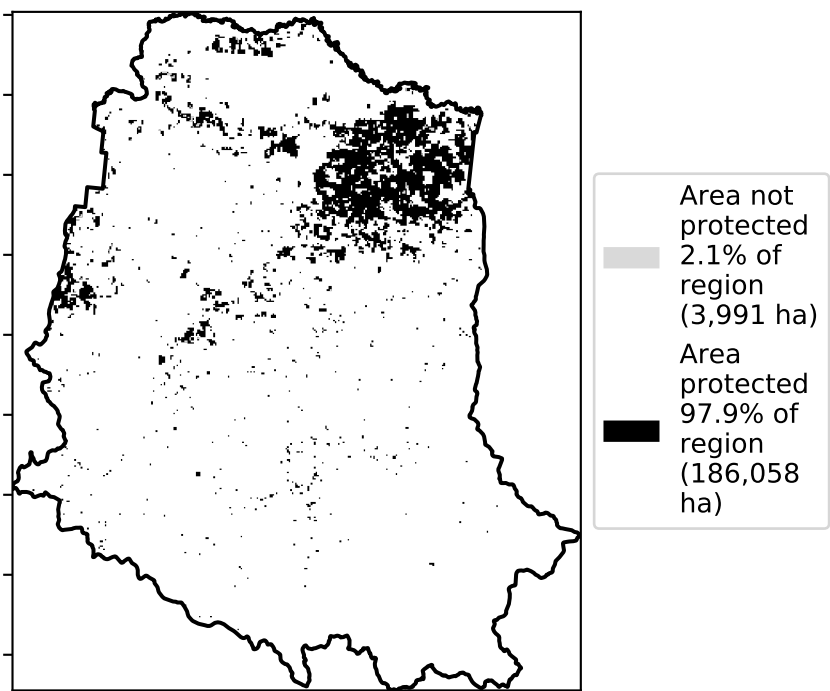 Area not
protected
2.1% of
region
(3,991 ha)
Area
protected
97.9% of
region
(186,058
ha)